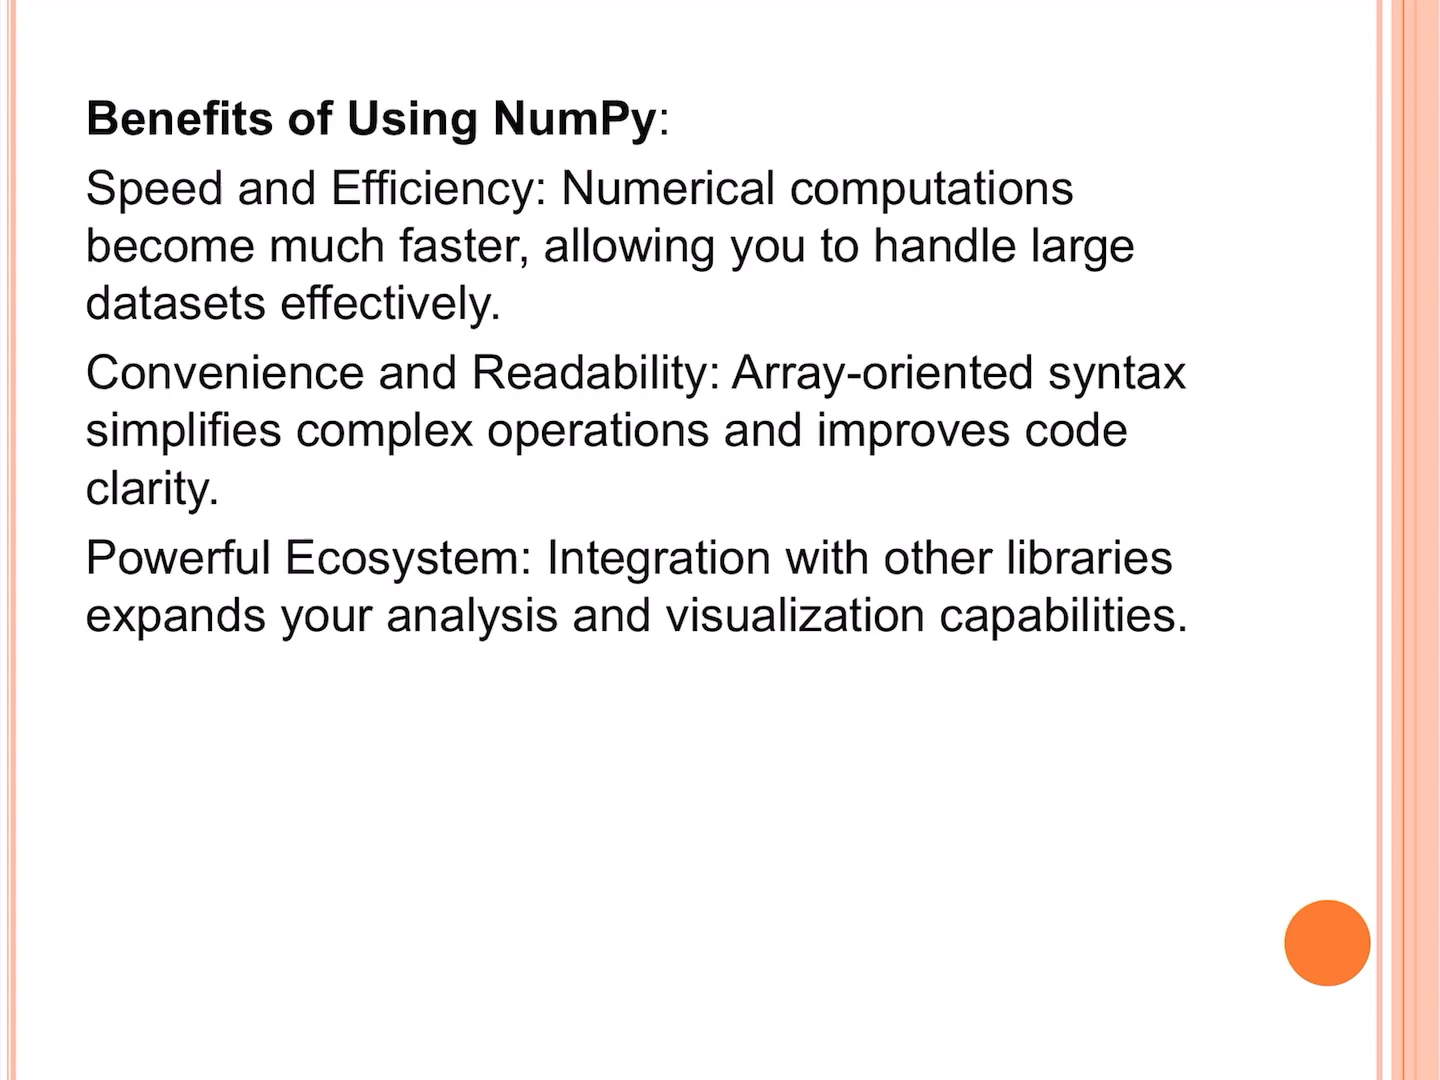 Benefits of Using NumPy:
Speed and Efficiency: Numerical computations
become much faster, allowing you to handle large
datasets effectively.
Convenience and Readability: Array-oriented syntax
simplifies complex operations and improves code
clarity.
Powerful Ecosystem: Integration with other libraries
expands your analysis and visualization capabilities.